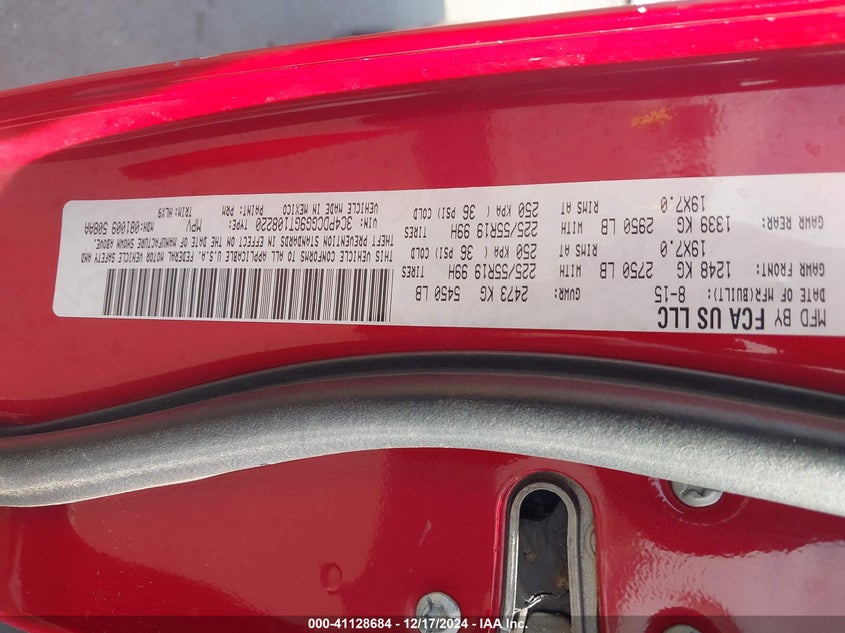 MFD BY FCA US LLC
DATE OF MFR(BUILT): 8-15 GVWR: 2473 KG 5450 LB
GAWR FRONT: WITH TIRES RIMS AT COLD
1248 KG 2750 LB 225/55R19 99H 19X7.0 250 KPA ( 36 PSI)
GAWR REAR: WITH TIRES RIMS AT COLD
1339 KG 2950 LB 225/55R19 99H 19X7.0 250 KPA ( 36 PSI)
THIS VEHICLE CONFORMS TO ALL APPLICABLE U.S.A. FEDERAL MOTOR VEHICLE SAFETY AND
THEFT PREVENTION STANDARDS IN EFFECT ON THE DATE OF MANUFACTURE SHOWN ABOVE.
VIN: 3C4PDCGG9GT108220 TYPE: MPV MDH:081009 509AA
VEHICLE MADE IN MEXICO PAINT: PRM TRIM: HLX9
000-41128684 - 12/17/2024 - IAA Inc.